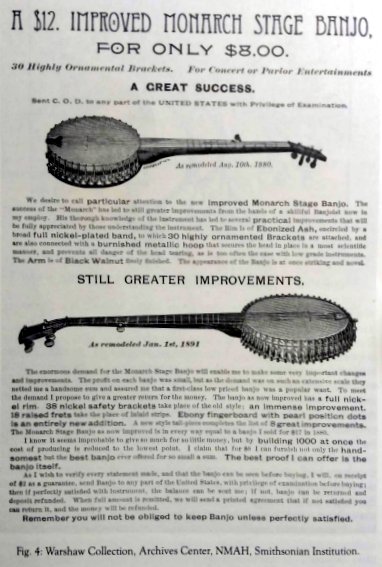 A $12. IMPROVED MONARCH STAGE BANJO,
FOR ONLY $8.00.
30 Highly Ornamental Brackets. For Concert or Parlor Entertainments
A GREAT SUCCESS.
Sent C. O. D. to any part of the UNITED STATES with Privilege of Examination.
As remodeled Aug. 10th. 1880.
We desire to call particular attention to the new improved Monarch Stage Banjo. The
success of the "Monarch" has led to still greater improvements from the hands of a skillful Banjoist now in
my employ. His thorough knowledge of the instrument has led to several practical improvements that will
be fully appreciated by those understanding the instrument. The Rim is of Ebonized Ash, encircled by a
broad full nickel-plated band, to which 30 highly ornamented Brackets are attached, and
are also connected with a burnished metallic hoop that secures the head in place in a most scientific
manner, and prevents all danger of the head tearing, as is too often the case with low grade instruments.
The Arm is of Black Walnut finely finished. The appearance of the Banjo is at once striking and novel.
STILL GREATER IMPROVEMENTS.
As remodeled Jan. 1st, 1891
The enormous demand for the Monarch Stage Banjo will enable me to make some very important changes
and improvements. The profit on each banjo was small, but as the demand was on such an extensive scale they
netted me a handsome sum and assured me that a first-class low priced banjo was a popular want. To meet
the demand I propose to give a greater return for the money. The banjo as now improved has a full nick-
el rim. 38 nickel safety brackets take place of the old style; an immense improvement.
18 raised frets take the place of inlaid strips. Ebony fingerboard with pearl position dots
is an entirely new addition. A new style tail-piece completes the list of 8 great improvements.
The Monarch Stage Banjo as now improved is in every way equal to a banjo I sold for $17 in 1885.
I know it seems improbable to give so much for so little money, but by building 1000 at once the
cost of producing is reduced to the lowest point. I claim that for $8 I can furnish not only the hand-
somest but the best banjo ever offered for so small a sum. The best proof I can offer is the
banjo itself.
As I wish to verify every statement made, and that the banjo can be seen before buying, I will, on receipt
of $2 as a guarantee, send Banjo to any part of the United States, with privilege of examination before buying;
then if perfectly satisfied with instrument, the balance can be sent me; if not, banjo can be returned and
deposit refunded. When full amount is remitted, we will send a printed agreement that if not satisfied you
can return it, and the money will be refunded.
Remember you will not be obliged to keep Banjo unless perfectly satisfied.
Fig. 4: Warshaw Collection, Archives Center, NMAH, Smithsonian Institution.